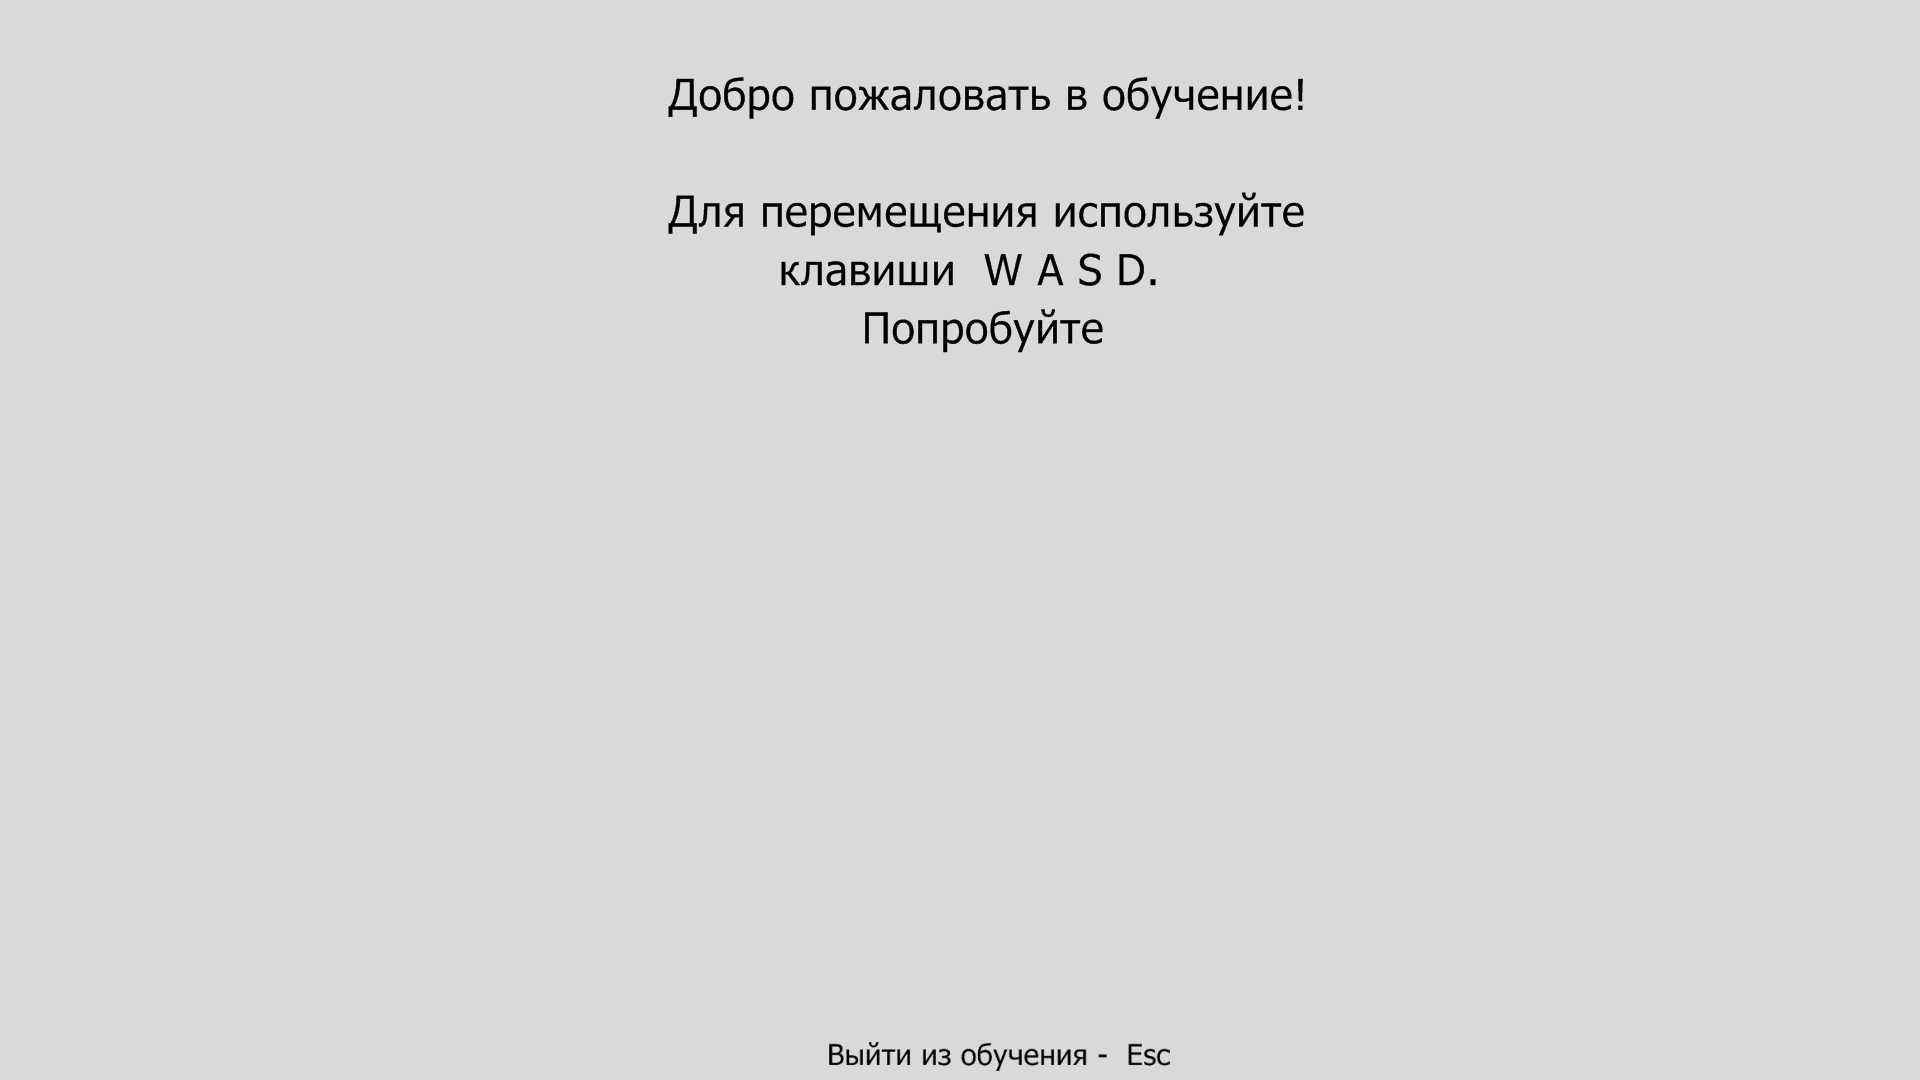 Добро пожаловать в обучение!
Для перемещения используйте
клавиши  W A S D.
Попробуйте
Выйти из обучения -  Esc